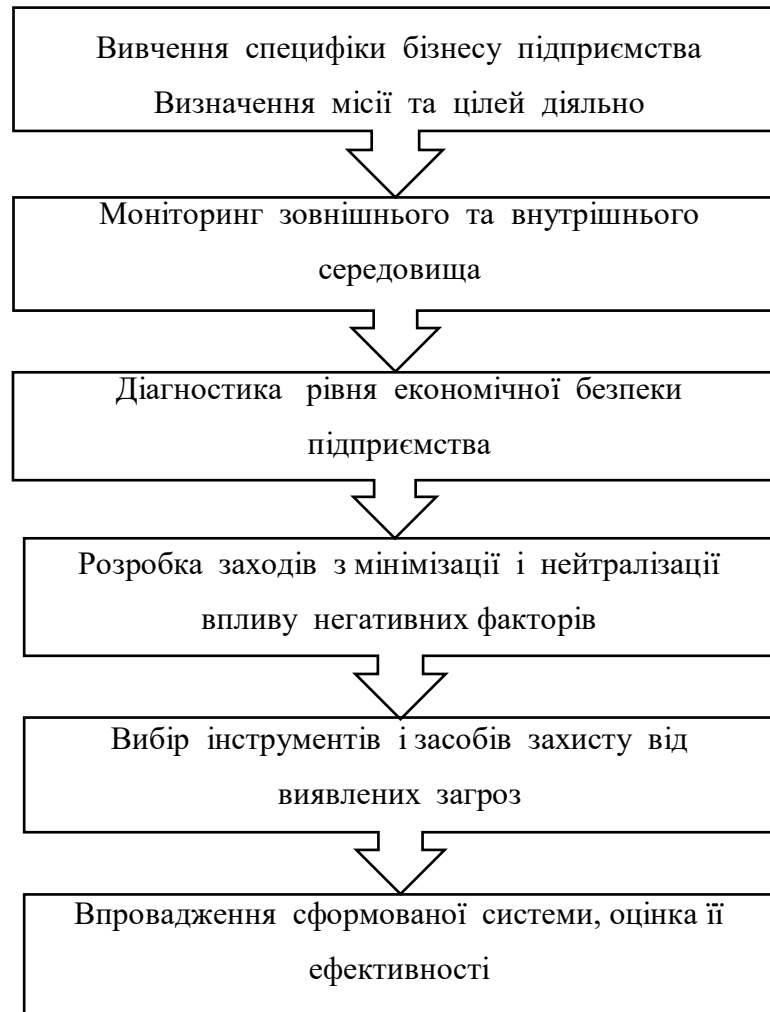 Вивчення специфіки бізнесу підприємства
Визначення місії та цілей діяльно
Моніторинг зовнішнього та внутрішнього
середовища
Діагностика рівня економічної безпеки
підприємства
Розробка заходів з мінімізації і нейтралізації
впливу негативних факторів
Вибір інструментів і засобів захисту від
виявлених загроз
Впровадження сформованої системи, оцінка її
ефективності